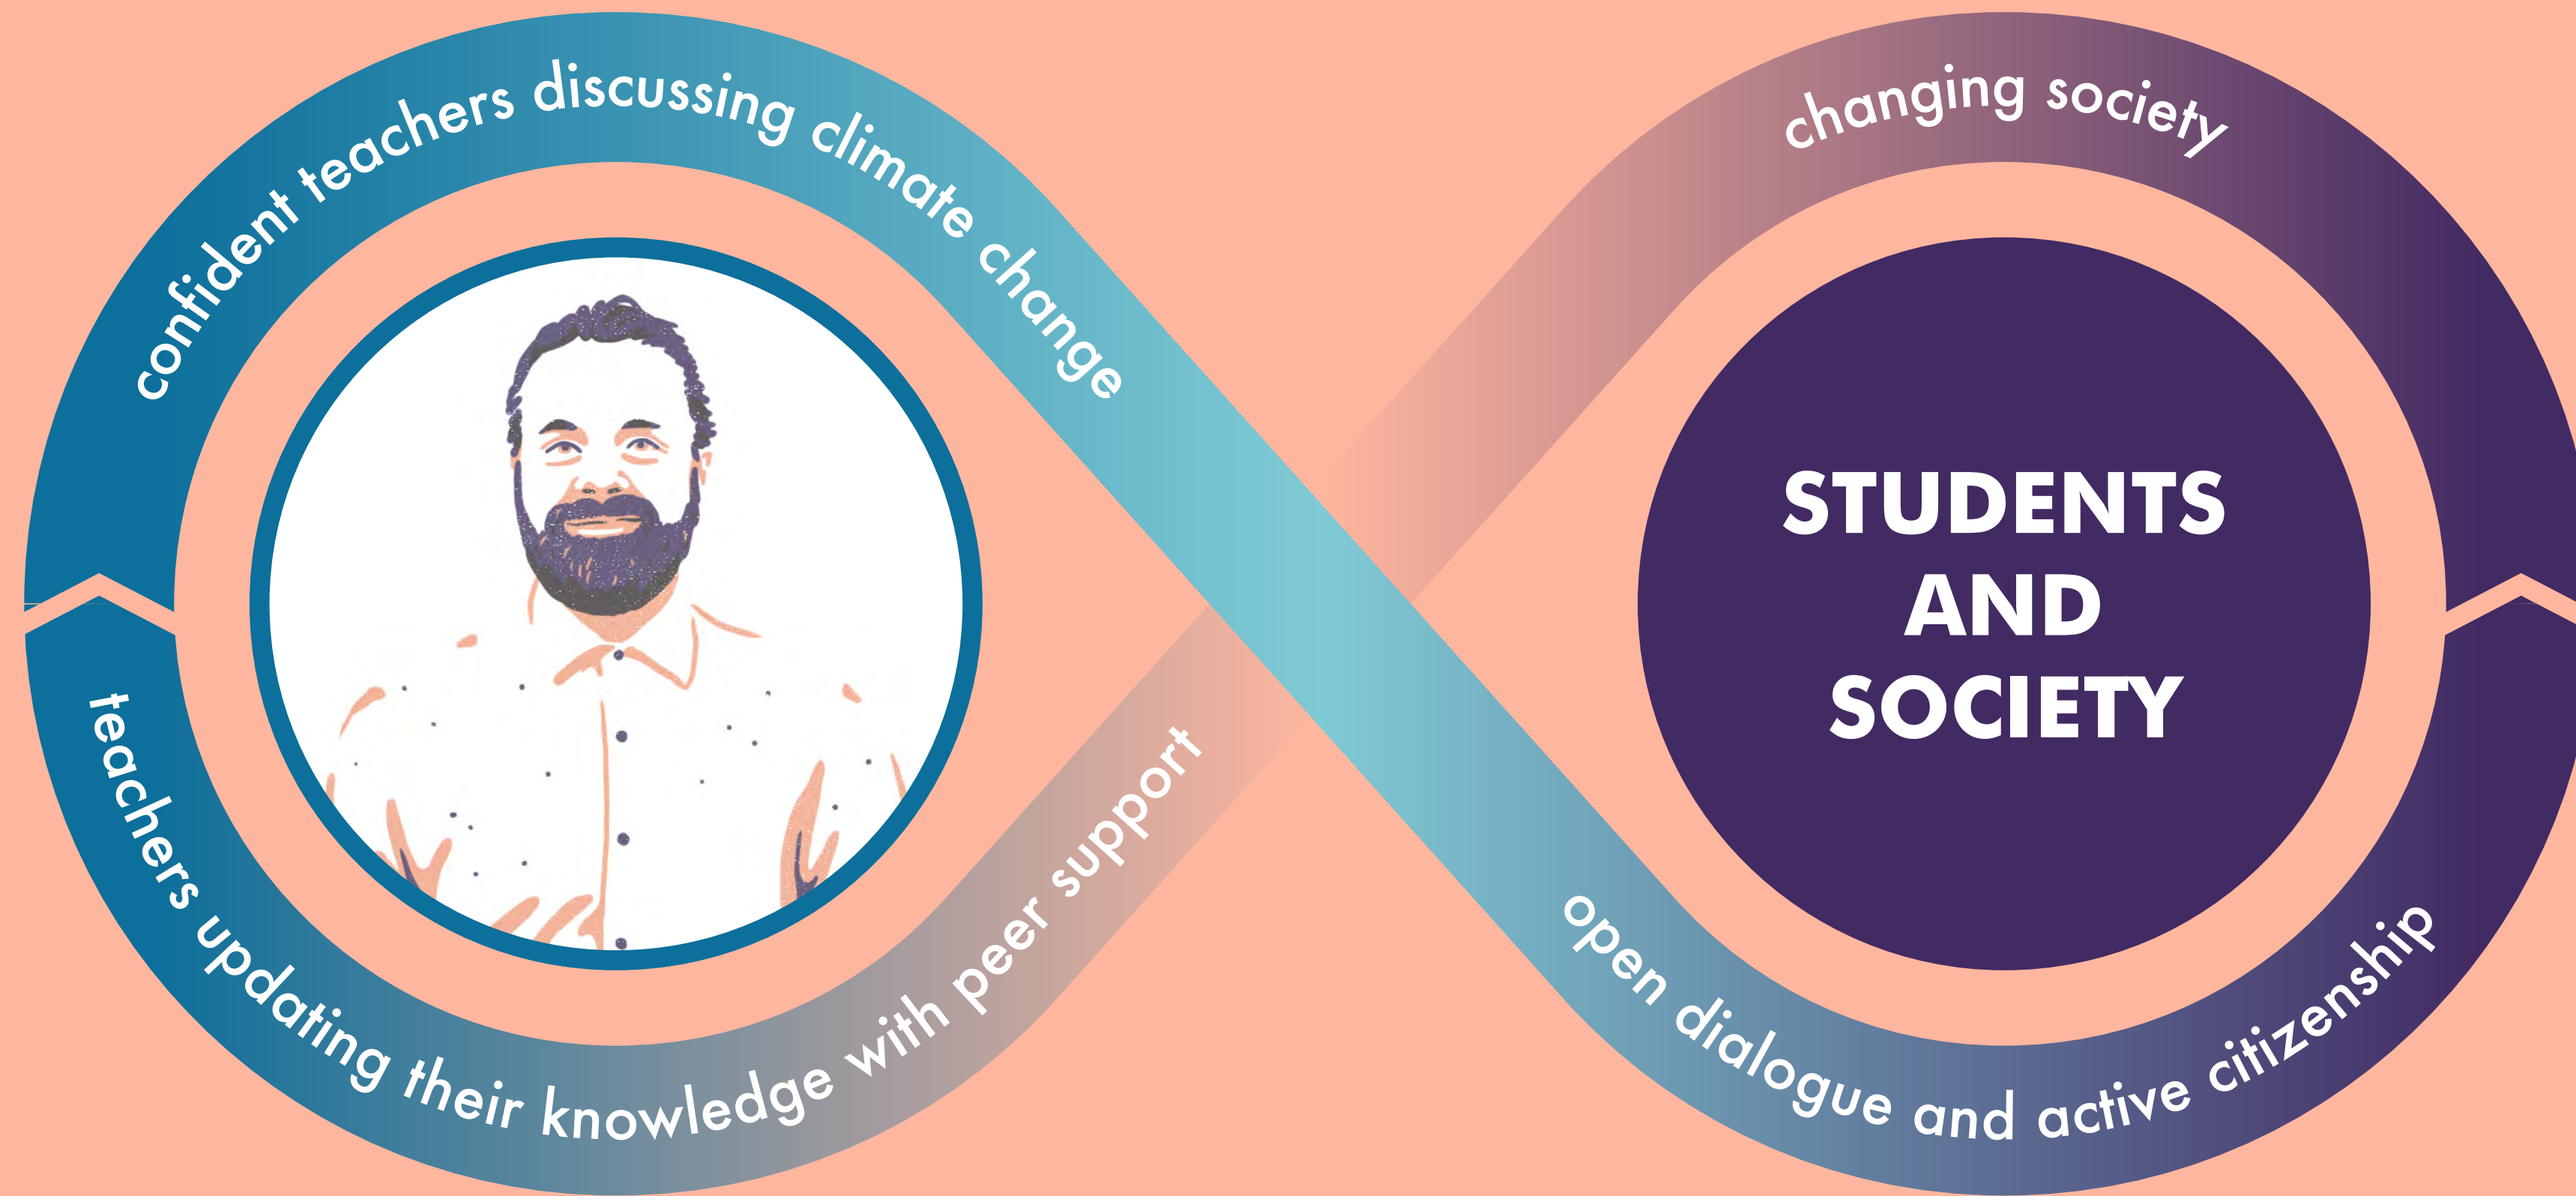 confident teachers discussing climate change
changing society
STUDENTS
AND
SOCIETY
teachers updating their knowledge with peer support
open dialogue and active citizenship